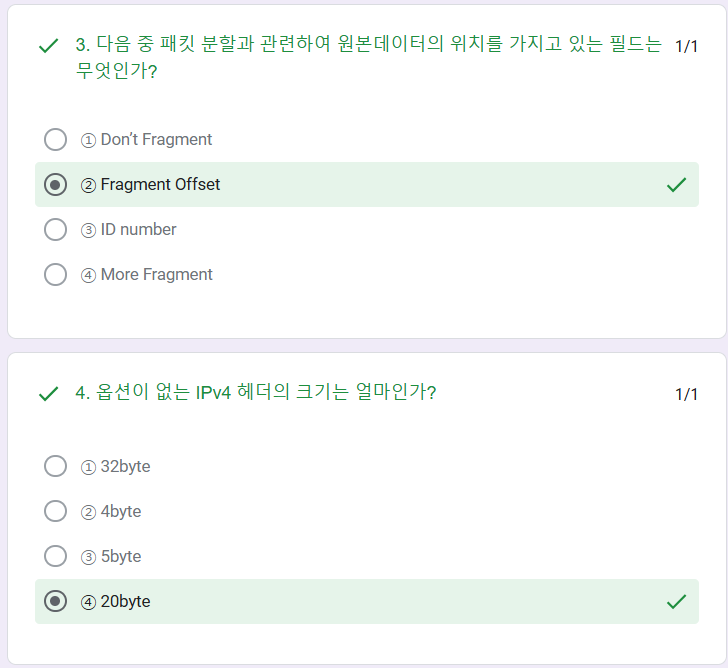 3. 다음 중 패킷 분할과 관련하여 원본데이터의 위치를 가지고 있는 필드는 1/1
무엇인가?
① Don’t Fragment
② Fragment Offset
③ ID number
④ More Fragment
4. 옵션이 없는 IPv4 헤더의 크기는 얼마인가? 1/1
① 32byte
② 4byte
③ 5byte
④ 20byte